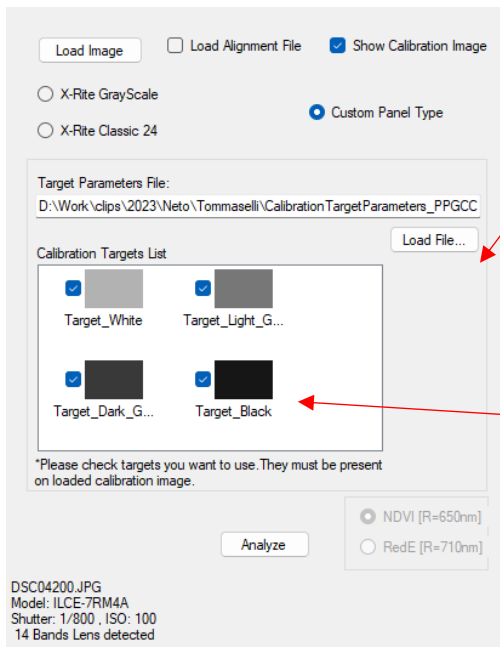 Load Image
Load Alignment File
Show Calibration Image
X-Rite GrayScale
Custom Panel Type
X-Rite Classic 24
Target Parameters File:
D:\Work\clips\2023\Neto\Tommaselli\CalibrationTargetParameters_PPGCC
Load File...
Calibration Targets List
Target_White
Target_Light_G...
Target_Dark_G...
Target_Black
*Please check targets you want to use.They must be present
on loaded calibration image.
NDVI [R=650nm]
Analyze
RedE [R=710nm]
DSC04200.JPG
Model: ILCE-7RM4A
Shutter: 1/800 , ISO: 100
14 Bands Lens detected